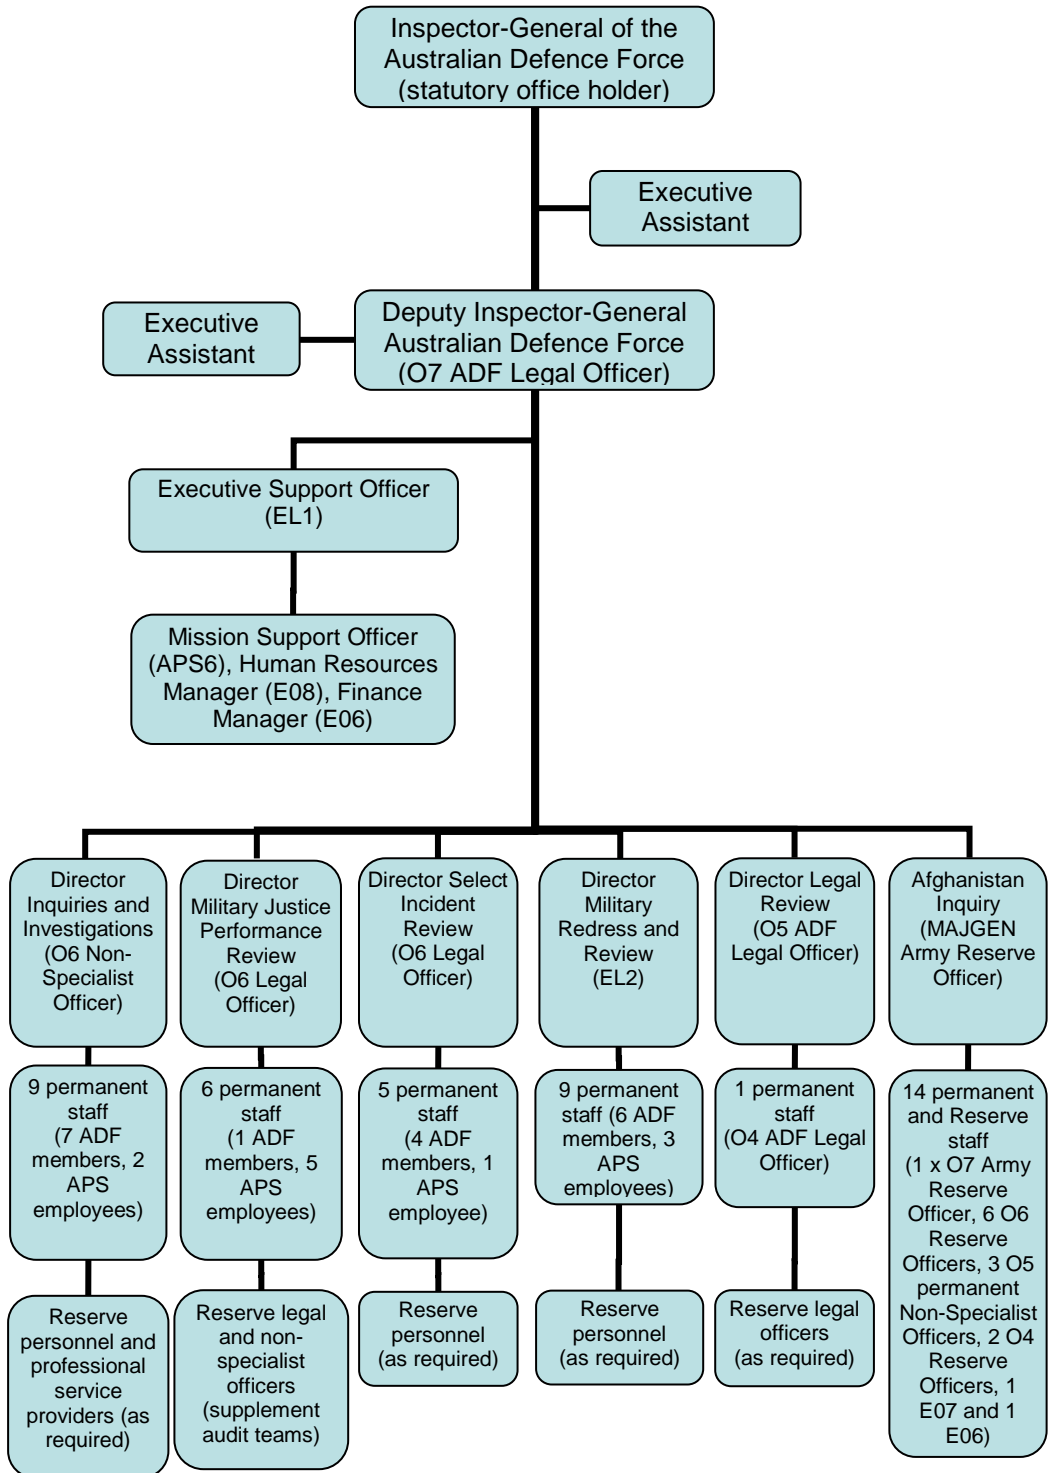 Inspector-General of the
Australian Defence Force
(statutory office holder)
Executive
Assistant
Executive
Assistant
Deputy Inspector-General
Australian Defence Force
(O7 ADF Legal Officer)
Executive Support Officer
(EL1)
Mission Support Officer
(APS6), Human Resources
Manager (E08), Finance
Manager (E06)
Director
Inquiries and
Investigations
(O6 Non-
Specialist
Officer)
Director
Military Justice
Performance
Review
(O6 Legal
Officer)
Director Select
Incident
Review
(O6 Legal
Officer)
Director
Military
Redress and
Review
(EL2)
Director Legal
Review
(O5 ADF
Legal Officer)
Afghanistan
Inquiry
(MAJGEN
Army Reserve
Officer)
9 permanent
staff
(7 ADF
members, 2
APS
employees)
6 permanent
staff
(1 ADF
members, 5
APS
employees)
5 permanent
staff
(4 ADF
members, 1
APS
employee)
9 permanent
staff (6 ADF
members, 3
APS
employees)
1 permanent
staff
(O4 ADF Legal
Officer)
14 permanent
and Reserve
staff
(1 x O7 Army
Reserve
Officer, 6 O6
Reserve
Officers, 3 O5
permanent
Non-Specialist
Officers, 2 O4
Reserve
Officers, 1
E07 and 1
E06)
Reserve
personnel and
professional
service
providers (as
required)
Reserve legal
and non-
specialist
officers
(supplement
audit teams)
Reserve
personnel
(as required)
Reserve
personnel
(as required)
Reserve legal
officers
(as required)